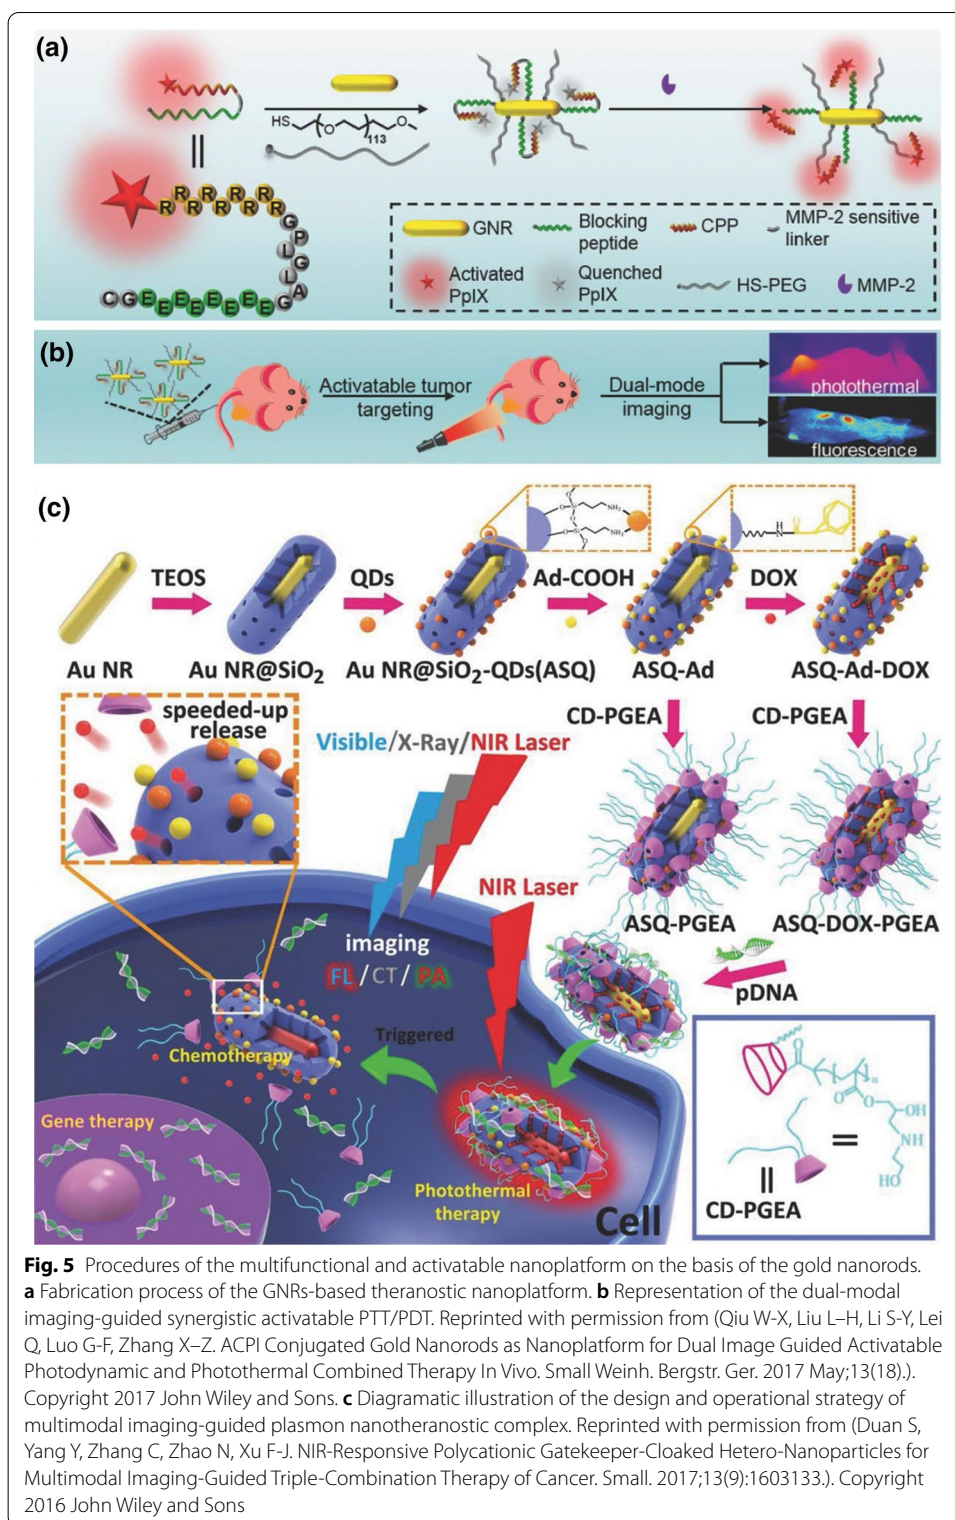 (a)
HS
O
113
O
R R R R R R R R R R R
G
P
L
G
L
A
G
E E E E E E E E
G
C
GNR
Blocking peptide
CPP
MMP-2 sensitive linker
Activated PpIX
Quenched PpIX
HS-PEG
MMP-2
(b)
Activatable tumor targeting
Dual-mode imaging
photothermal
fluorescence
(c)
TEOS
QDs
Ad-COOH
DOX
Au NR
Au NR@SiO₂
Au NR@SiO₂-QDs(ASQ)
ASQ-Ad
ASQ-Ad-DOX
speeded-up release
Visible/X-Ray/NIR Laser
CD-PGEA
CD-PGEA
NIR Laser
ASQ-PGEA
ASQ-DOX-PGEA
imaging
FL/CT/PA
pDNA
Triggered
Chemotherapy
Gene therapy
Photothermal therapy
Cell
O
O
n
O
OH
NH
HO
CD-PGEA
Fig. 5 Procedures of the multifunctional and activatable nanoplatform on the basis of the gold nanorods.
a Fabrication process of the GNRs-based theranostic nanoplatform. b Representation of the dual-modal
imaging-guided synergistic activatable PTT/PDT. Reprinted with permission from (Qiu W-X, Liu L–H, Li S-Y, Lei
Q, Luo G-F, Zhang X–Z. ACPI Conjugated Gold Nanorods as Nanoplatform for Dual Image Guided Activatable
Photodynamic and Photothermal Combined Therapy In Vivo. Small Weinh. Bergstr. Ger. 2017 May;13(18).).
Copyright 2017 John Wiley and Sons. c Diagramatic illustration of the design and operational strategy of
multimodal imaging-guided plasmon nanotheranostic complex. Reprinted with permission from (Duan S,
Yang Y, Zhang C, Zhao N, Xu F-J. NIR-Responsive Polycationic Gatekeeper-Cloaked Hetero-Nanoparticles for
Multimodal Imaging-Guided Triple-Combination Therapy of Cancer. Small. 2017;13(9):1603133.). Copyright
2016 John Wiley and Sons